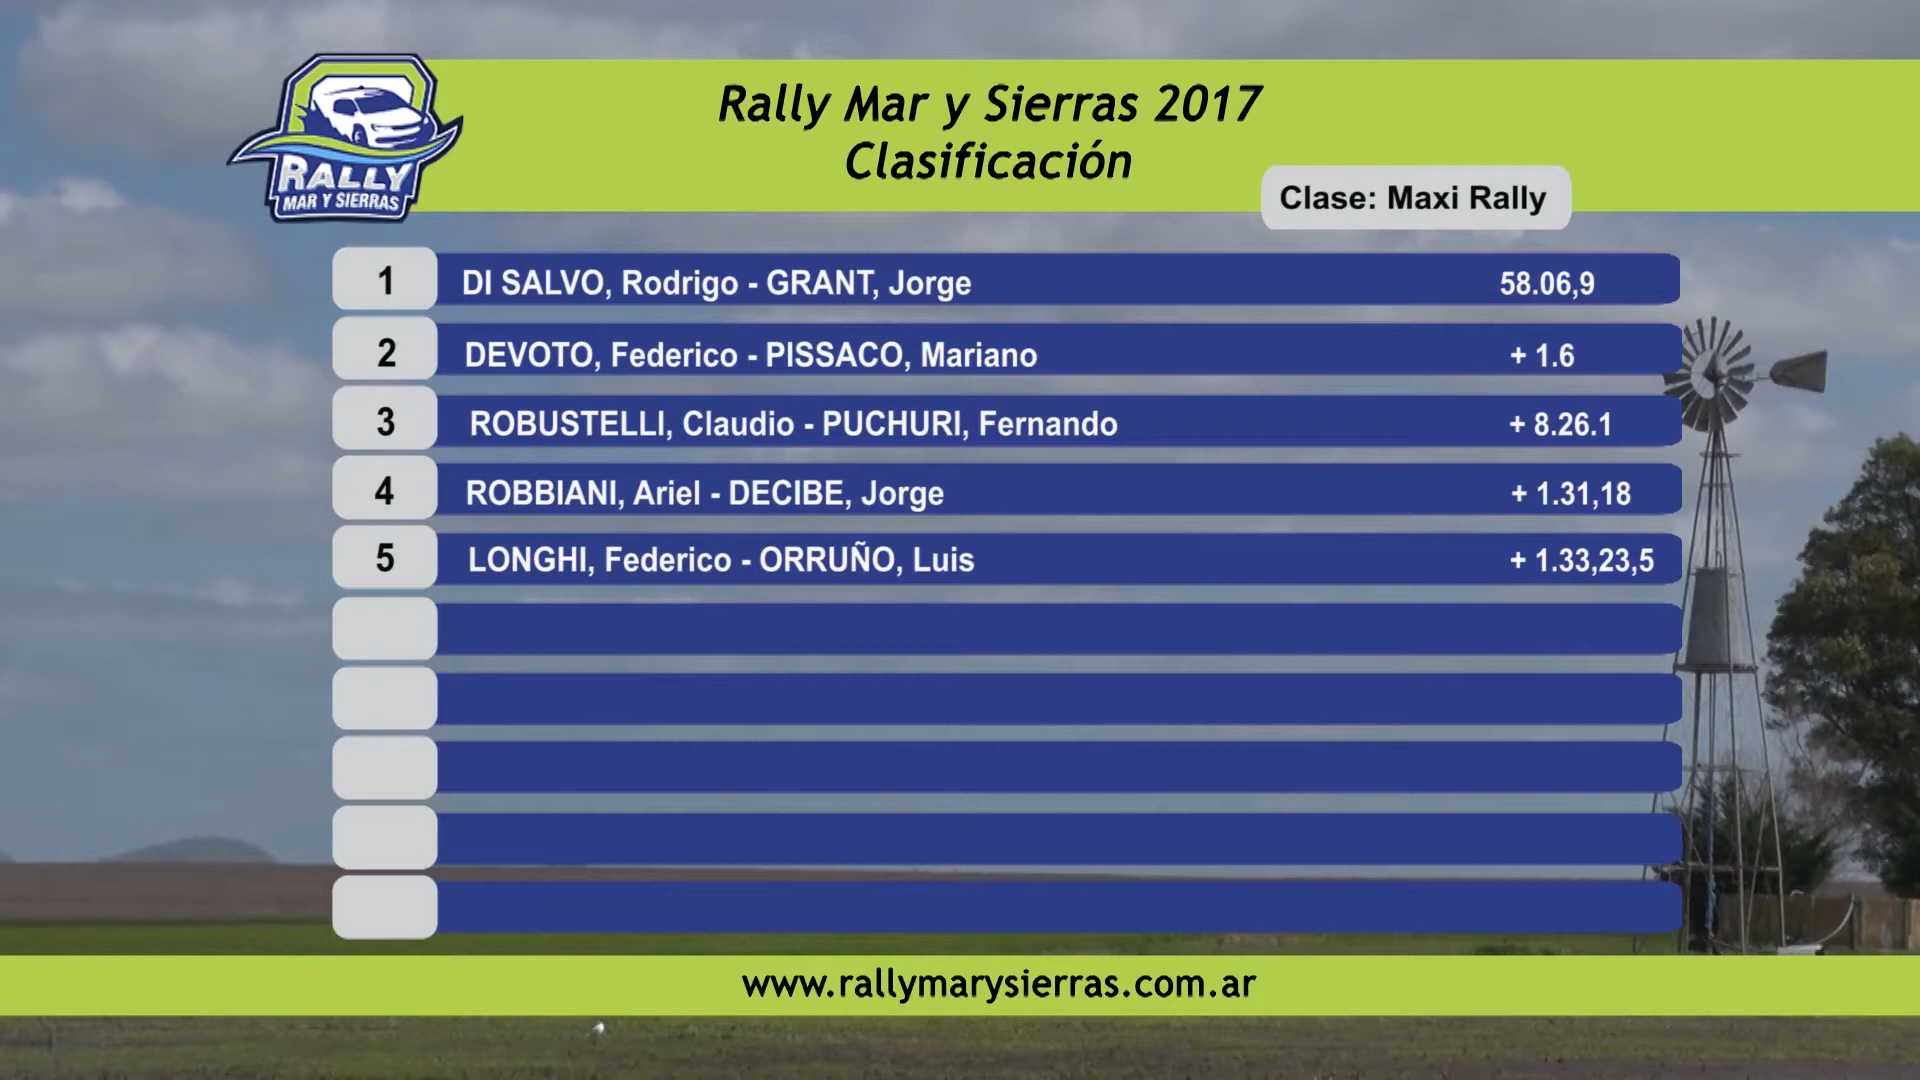 Rally Mar y Sierras 2017
Clasificación
RALLY
MAR Y SIERRAS
Clase: Maxi Rally
1 DI SALVO, Rodrigo - GRANT, Jorge 58.06,9
2 DEVOTO, Federico - PISSACO, Mariano + 1.6
3 ROBUSTELLI, Claudio - PUCHURI, Fernando + 8.26.1
4 ROBBIANI, Ariel - DECIBE, Jorge + 1.31,18
5 LONGHI, Federico - ORRUÑO, Luis + 1.33,23,5
www.rallymarysierras.com.ar